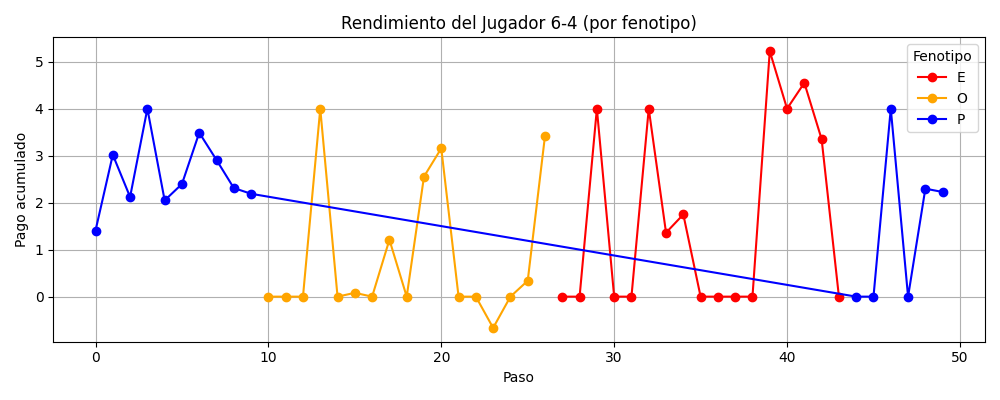 Rendimiento del Jugador 6-4 (por fenotipo)
Pago acumulado
5
4
3
2
1
0
Fenotipo
E
O
P
0
10
20
30
40
50
Paso